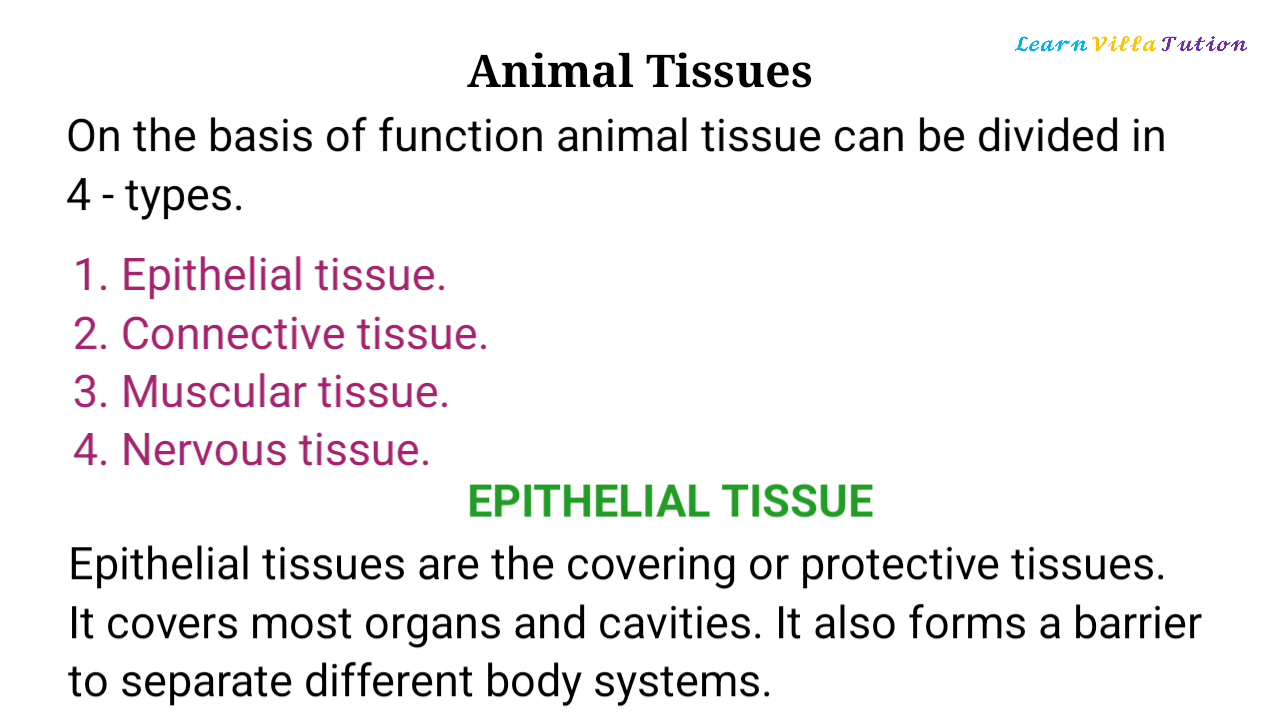 Learn Villa Tution
Animal Tissues
On the basis of function animal tissue can be divided in
4 - types.
1. Epithelial tissue.
2. Connective tissue.
3. Muscular tissue.
4. Nervous tissue.
EPITHELIAL TISSUE
Epithelial tissues are the covering or protective tissues.
It covers most organs and cavities. It also forms a barrier
to separate different body systems.